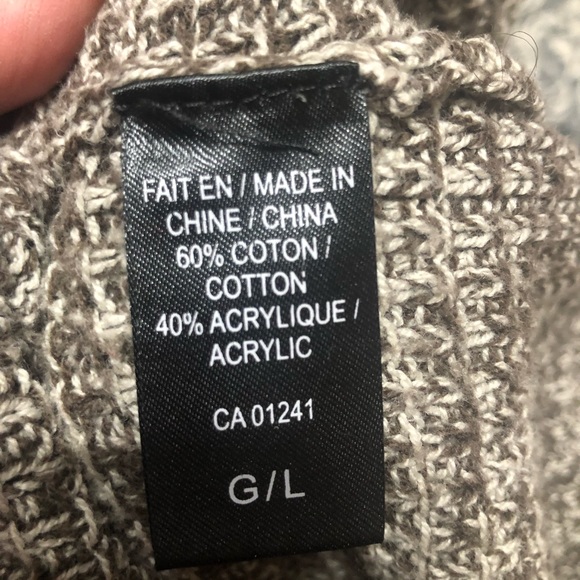 FAIT EN / MADE IN
CHINE / CHINA
60% COTON /
COTTON
40% ACRYLIQUE /
ACRYLIC
CA 01241
G / L